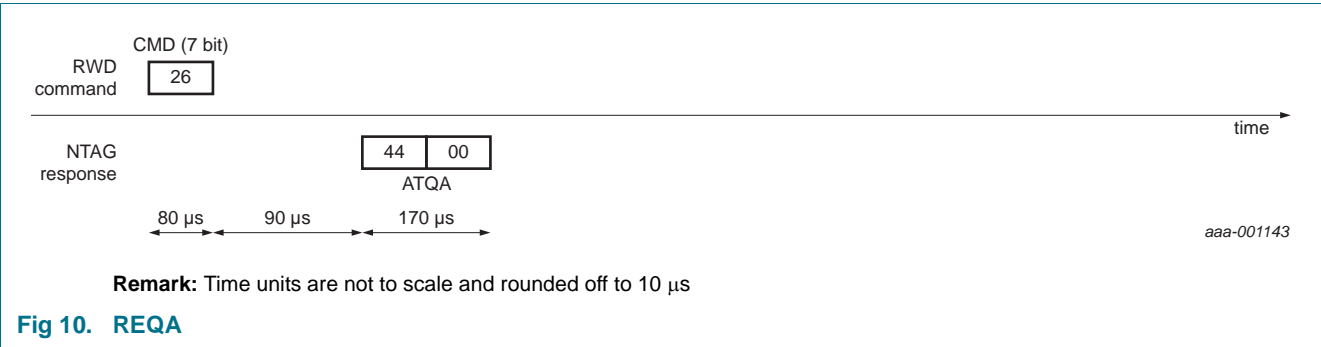 CMD (7 bit)
RWD
command
26
time
NTAG
response
44 00
ATQA
80 µs 90 µs 170 µs
aaa-001143
Remark: Time units are not to scale and rounded off to 10 µs
Fig 10. REQA